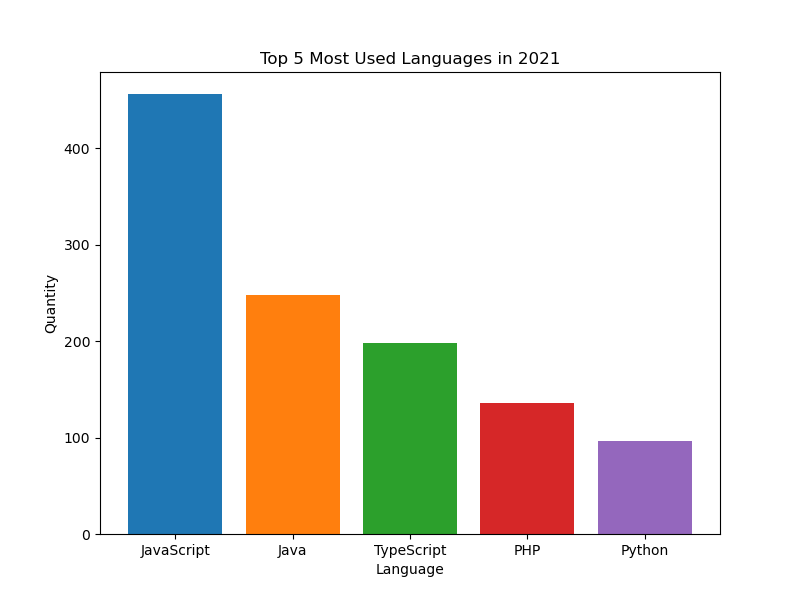 Top 5 Most Used Languages in 2021
400
300
200
100
0
Quantity
JavaScript Java TypeScript PHP Python
Language